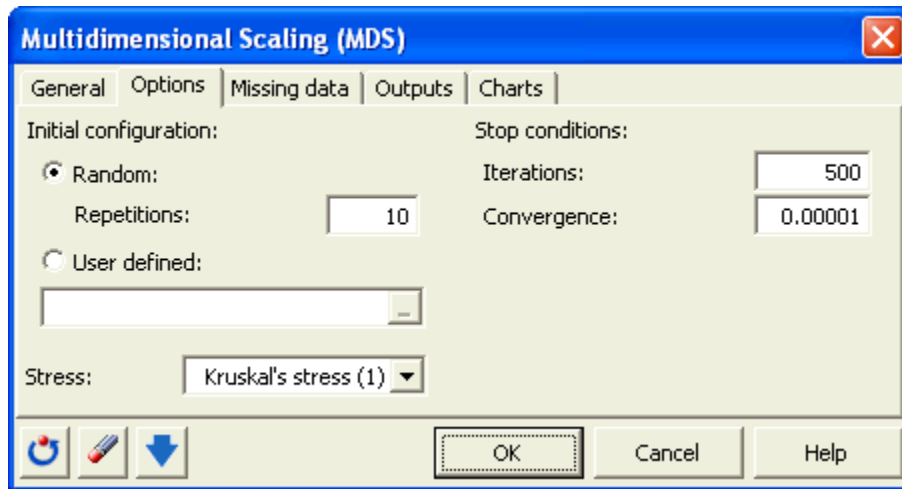 Multidimensional Scaling (MDS)
General Options Missing data Outputs Charts
Initial configuration:
Random:
Repetitions: 10
User defined:
...
Stress: Kruskal's stress (1)
Stop conditions:
Iterations: 500
Convergence: 0.00001
OK Cancel Help